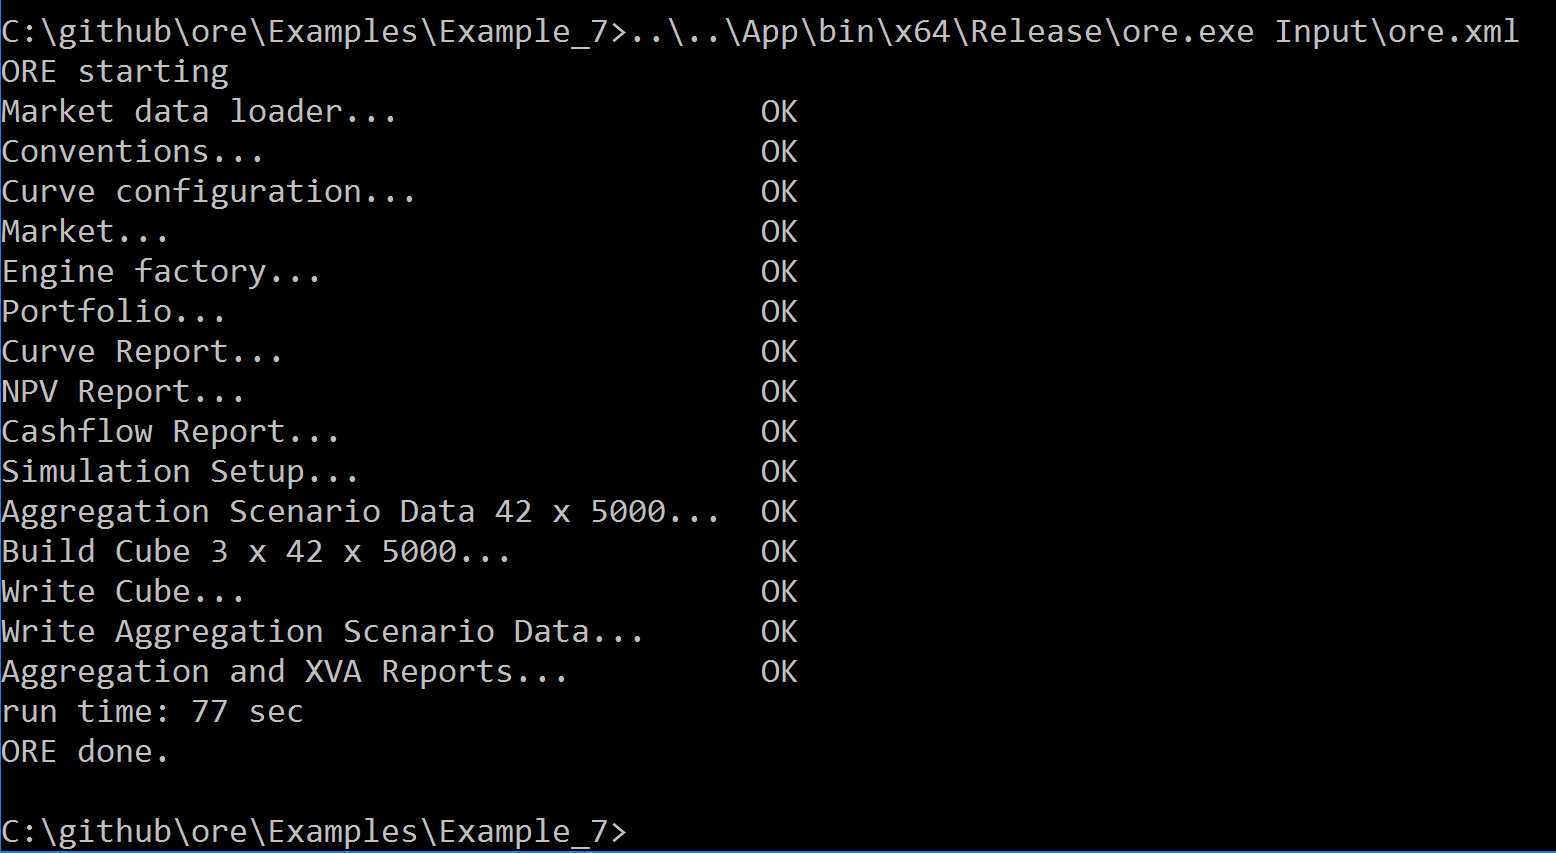 C:\github\ore\Examples\Example_7>..\..\App\bin\x64\Release\ore.exe Input\ore.xml
ORE starting
Market data loader... OK
Conventions... OK
Curve configuration... OK
Market... OK
Engine factory... OK
Portfolio... OK
Curve Report... OK
NPV Report... OK
Cashflow Report... OK
Simulation Setup... OK
Aggregation Scenario Data 42 x 5000... OK
Build Cube 3 x 42 x 5000... OK
Write Cube... OK
Write Aggregation Scenario Data... OK
Aggregation and XVA Reports... OK
run time: 77 sec
ORE done.
C:\github\ore\Examples\Example_7>